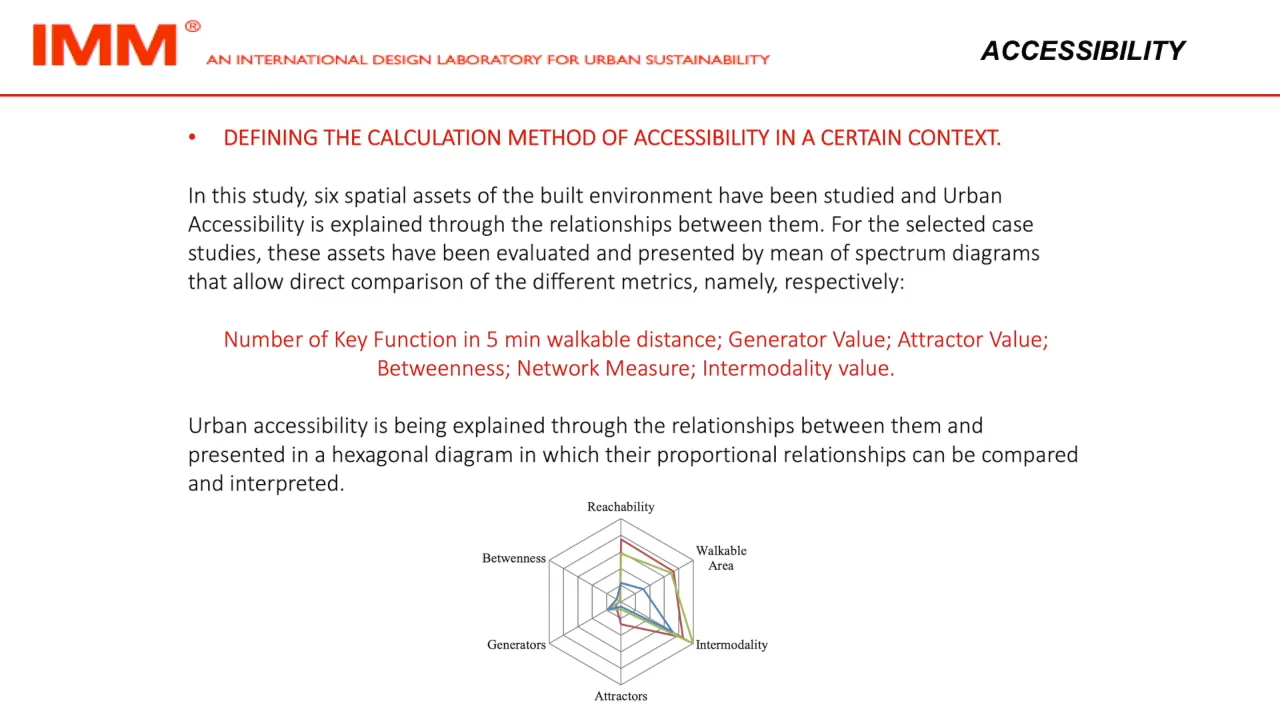 IMM®
AN INTERNATIONAL DESIGN LABORATORY FOR URBAN SUSTAINABILITY
ACCESSIBILITY
• DEFINING THE CALCULATION METHOD OF ACCESSIBILITY IN A CERTAIN CONTEXT.
In this study, six spatial assets of the built environment have been studied and Urban
Accessibility is explained through the relationships between them. For the selected case
studies, these assets have been evaluated and presented by mean of spectrum diagrams
that allow direct comparison of the different metrics, namely, respectively:
Number of Key Function in 5 min walkable distance; Generator Value; Attractor Value;
Betweenness; Network Measure; Intermodality value.
Urban accessibility is being explained through the relationships between them and
presented in a hexagonal diagram in which their proportional relationships can be compared
and interpreted.
Reachability
Walkable
Area
Betwenness
Generators
Intermodality
Attractors